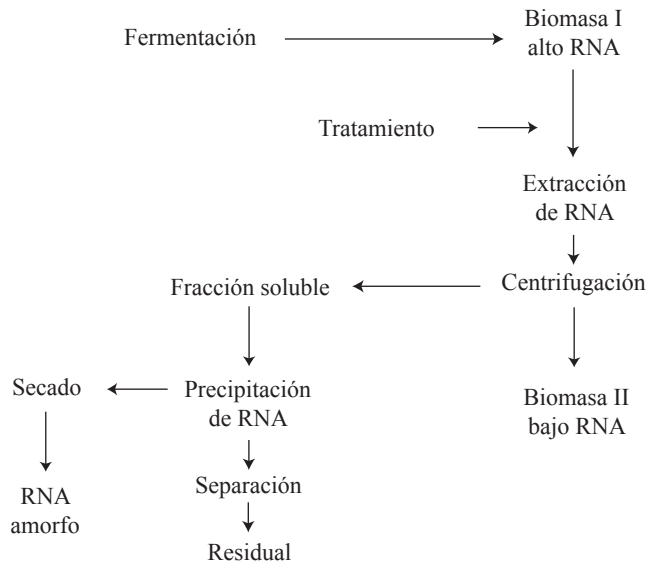 Fermentación
Biomasa I
alto RNA
Tratamiento
Extracción
de RNA
Centrifugación
Fracción soluble
Secado
Precipitación
de RNA
Biomasa II
bajo RNA
Separación
RNA
amorfo
Residual